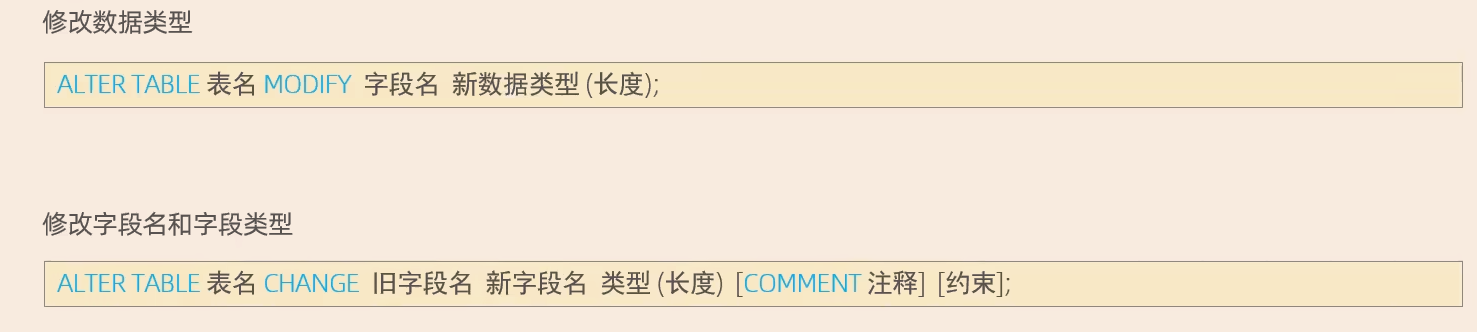 修改数据类型
ALTER TABLE 表名 MODIFY 字段名 新数据类型 (长度);
修改字段名和字段类型
ALTER TABLE 表名 CHANGE 旧字段名 新字段名 类型 (长度) [COMMENT 注释] [约束];